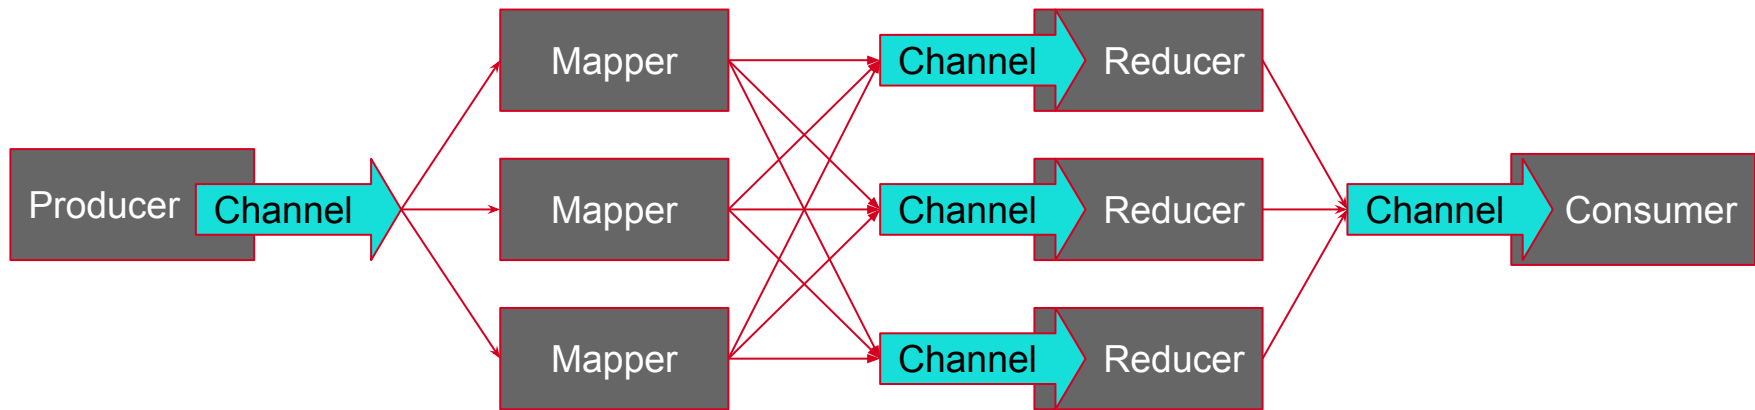 Producer
Channel
Mapper
Mapper
Mapper
Channel
Reducer
Channel
Reducer
Channel
Reducer
Channel
Consumer